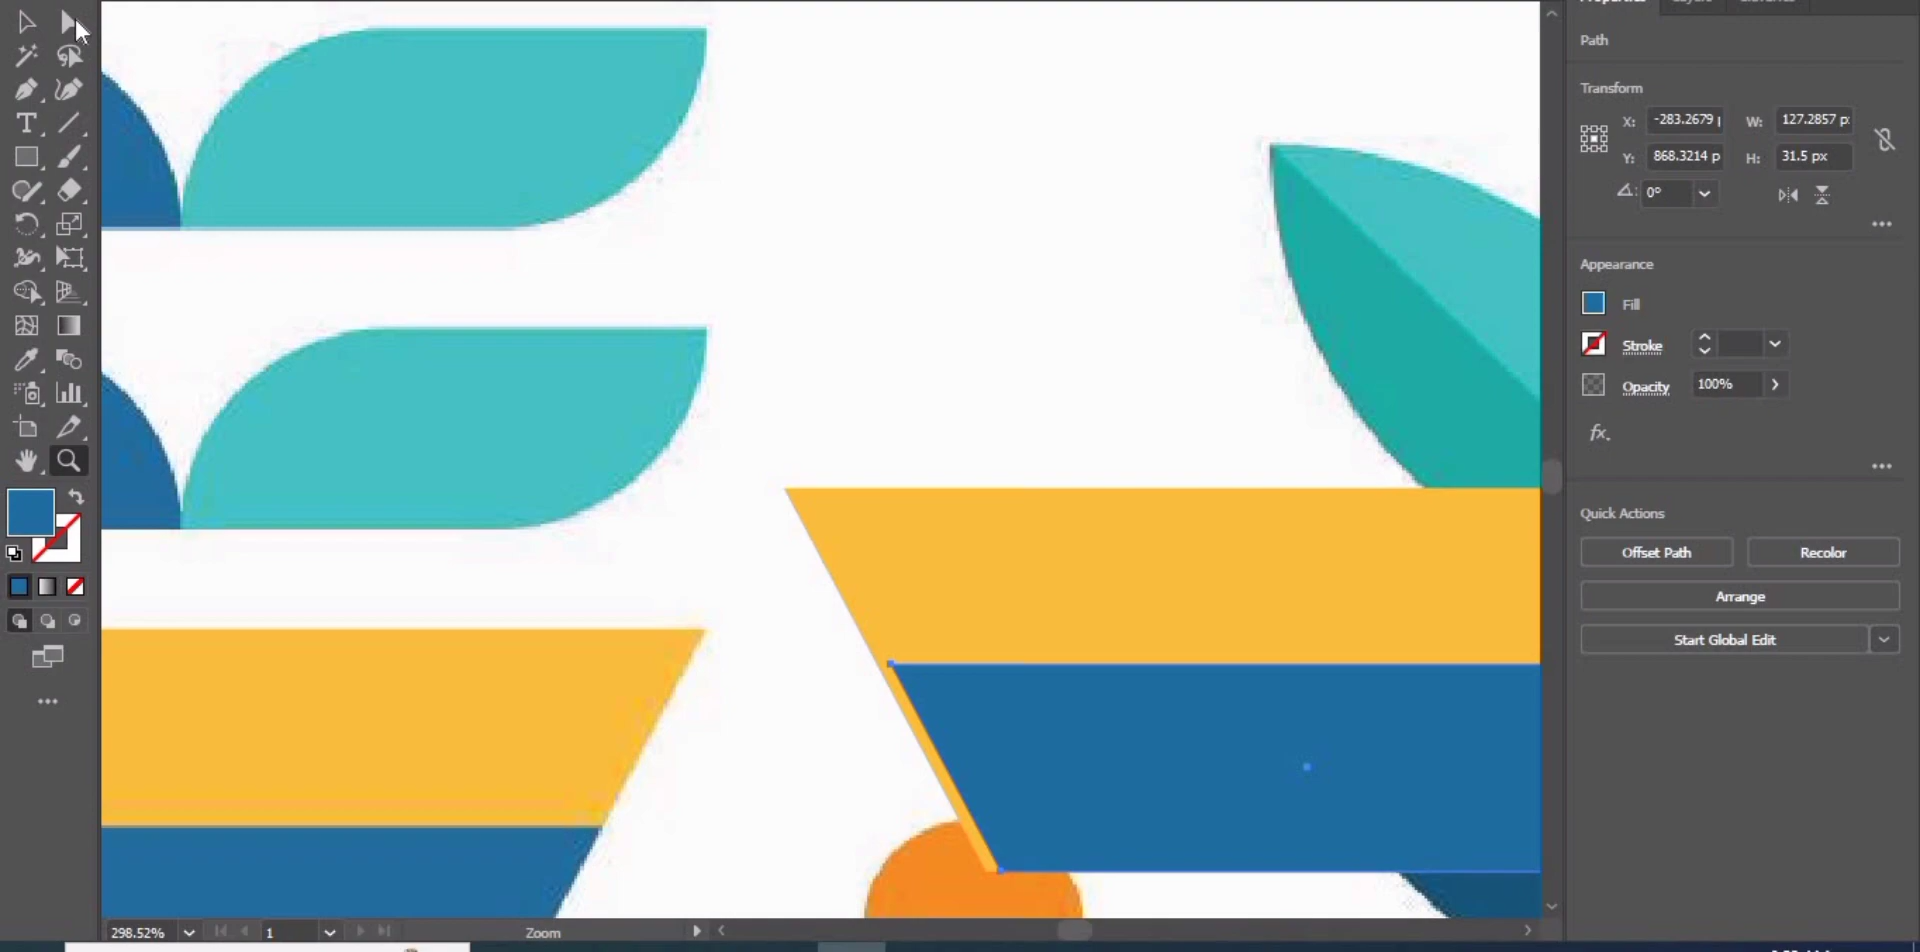 Properties
Path
Transform
X: -283.2679 p W: 127.2857 p
Y: 868.3214 p H: 31.5 px
0°
Appearance
Fill
Stroke
Opacity 100%
fx.
Quick Actions
Offset Path Recolor
Arrange
Start Global Edit
T
298.52% 1 Zoom